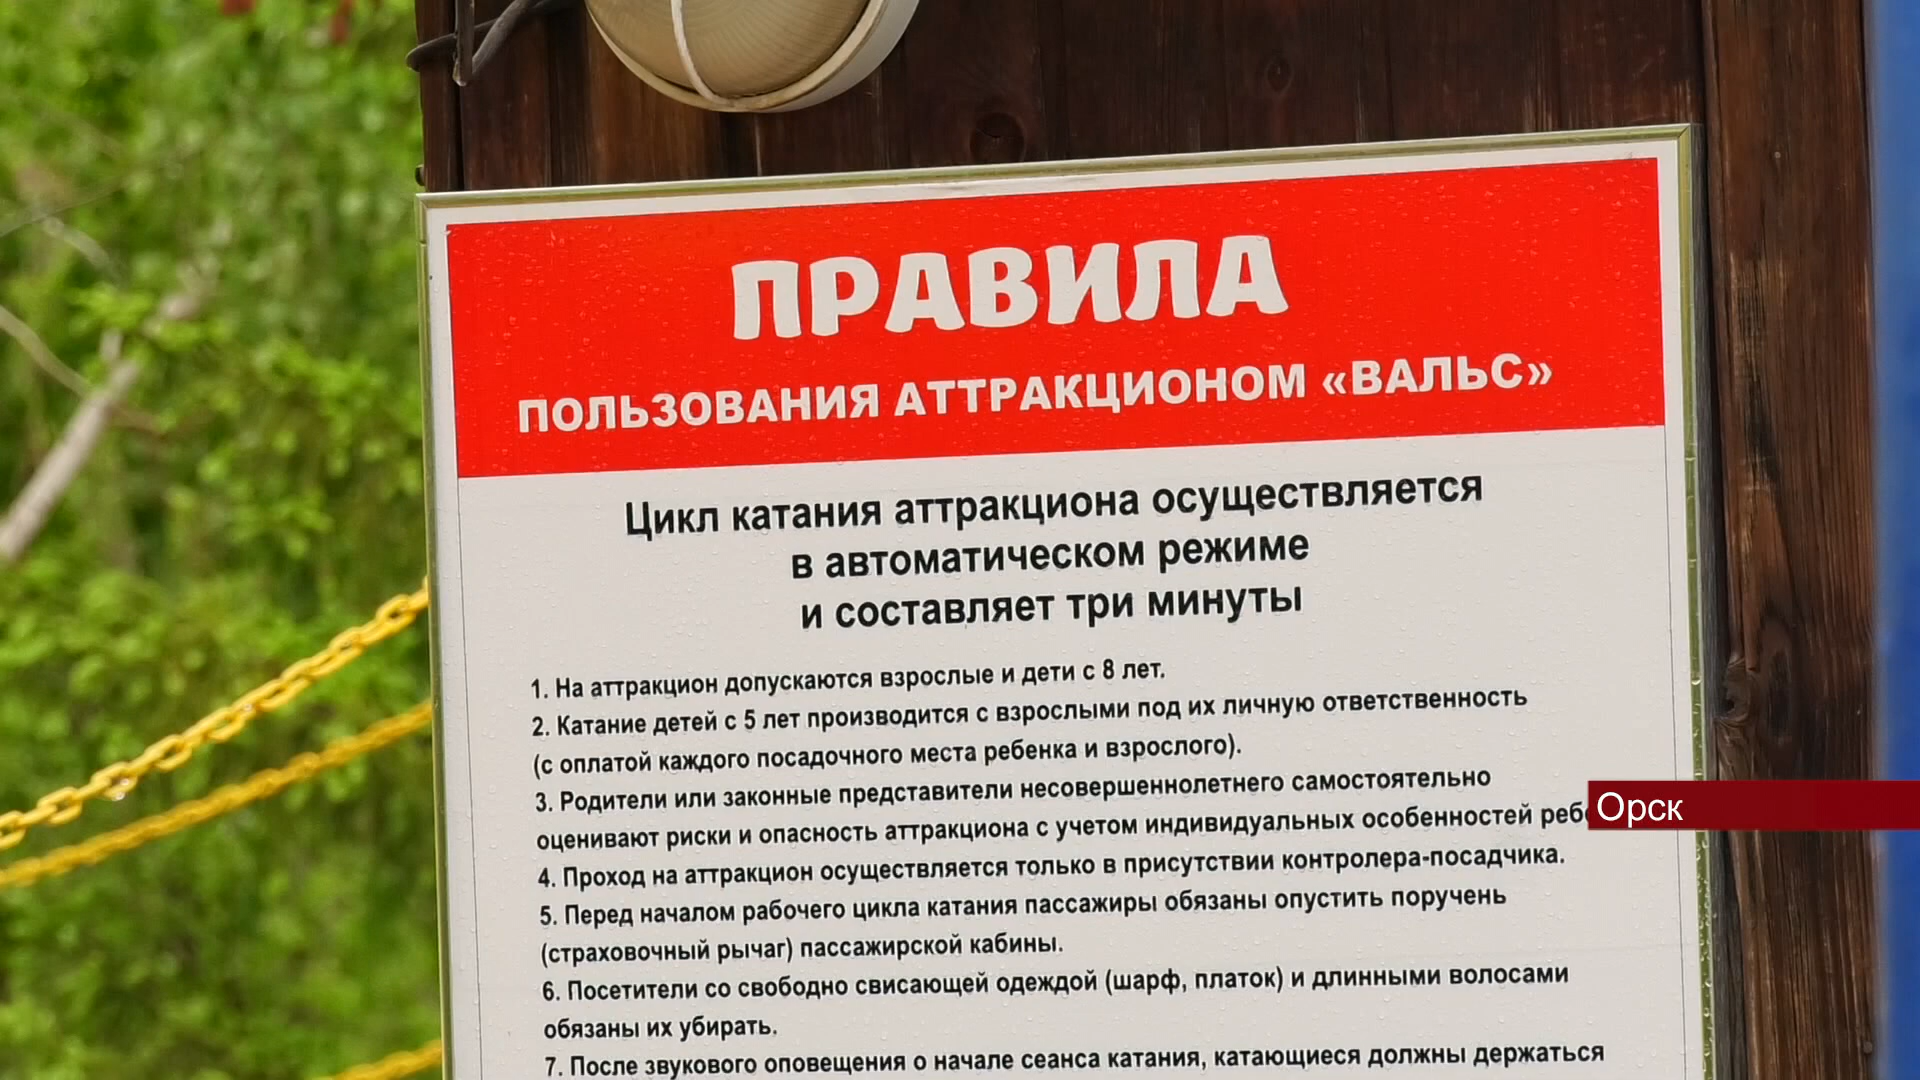 ПРАВИЛА
ПОЛЬЗОВАНИЯ АТТРАКЦИОНОМ «ВАЛЬС»
Цикл катания аттракциона осуществляется
в автоматическом режиме
и составляет три минуты
1. На аттракцион допускаются взрослые и дети с 8 лет.
2. Катание детей с 5 лет производится с взрослыми под их личную ответственность
(с оплатой каждого посадочного места ребенка и взрослого).
3. Родители или законные представители несовершеннолетнего самостоятельно
оценивают риски и опасность аттракциона с учетом индивидуальных особенностей
Орск
4. Проход на аттракцион осуществляется только в присутствии контролера-посадчика.
5. Перед началом рабочего цикла катания пассажиры обязаны опустить поручень
(страховочный рычаг) пассажирской кабины.
6. Посетители со свободно свисающей одеждой (шарф, платок) и длинными волосами
обязаны их убирать.
7. После звукового оповещения о начале сеанса катания, катающиеся должны держаться